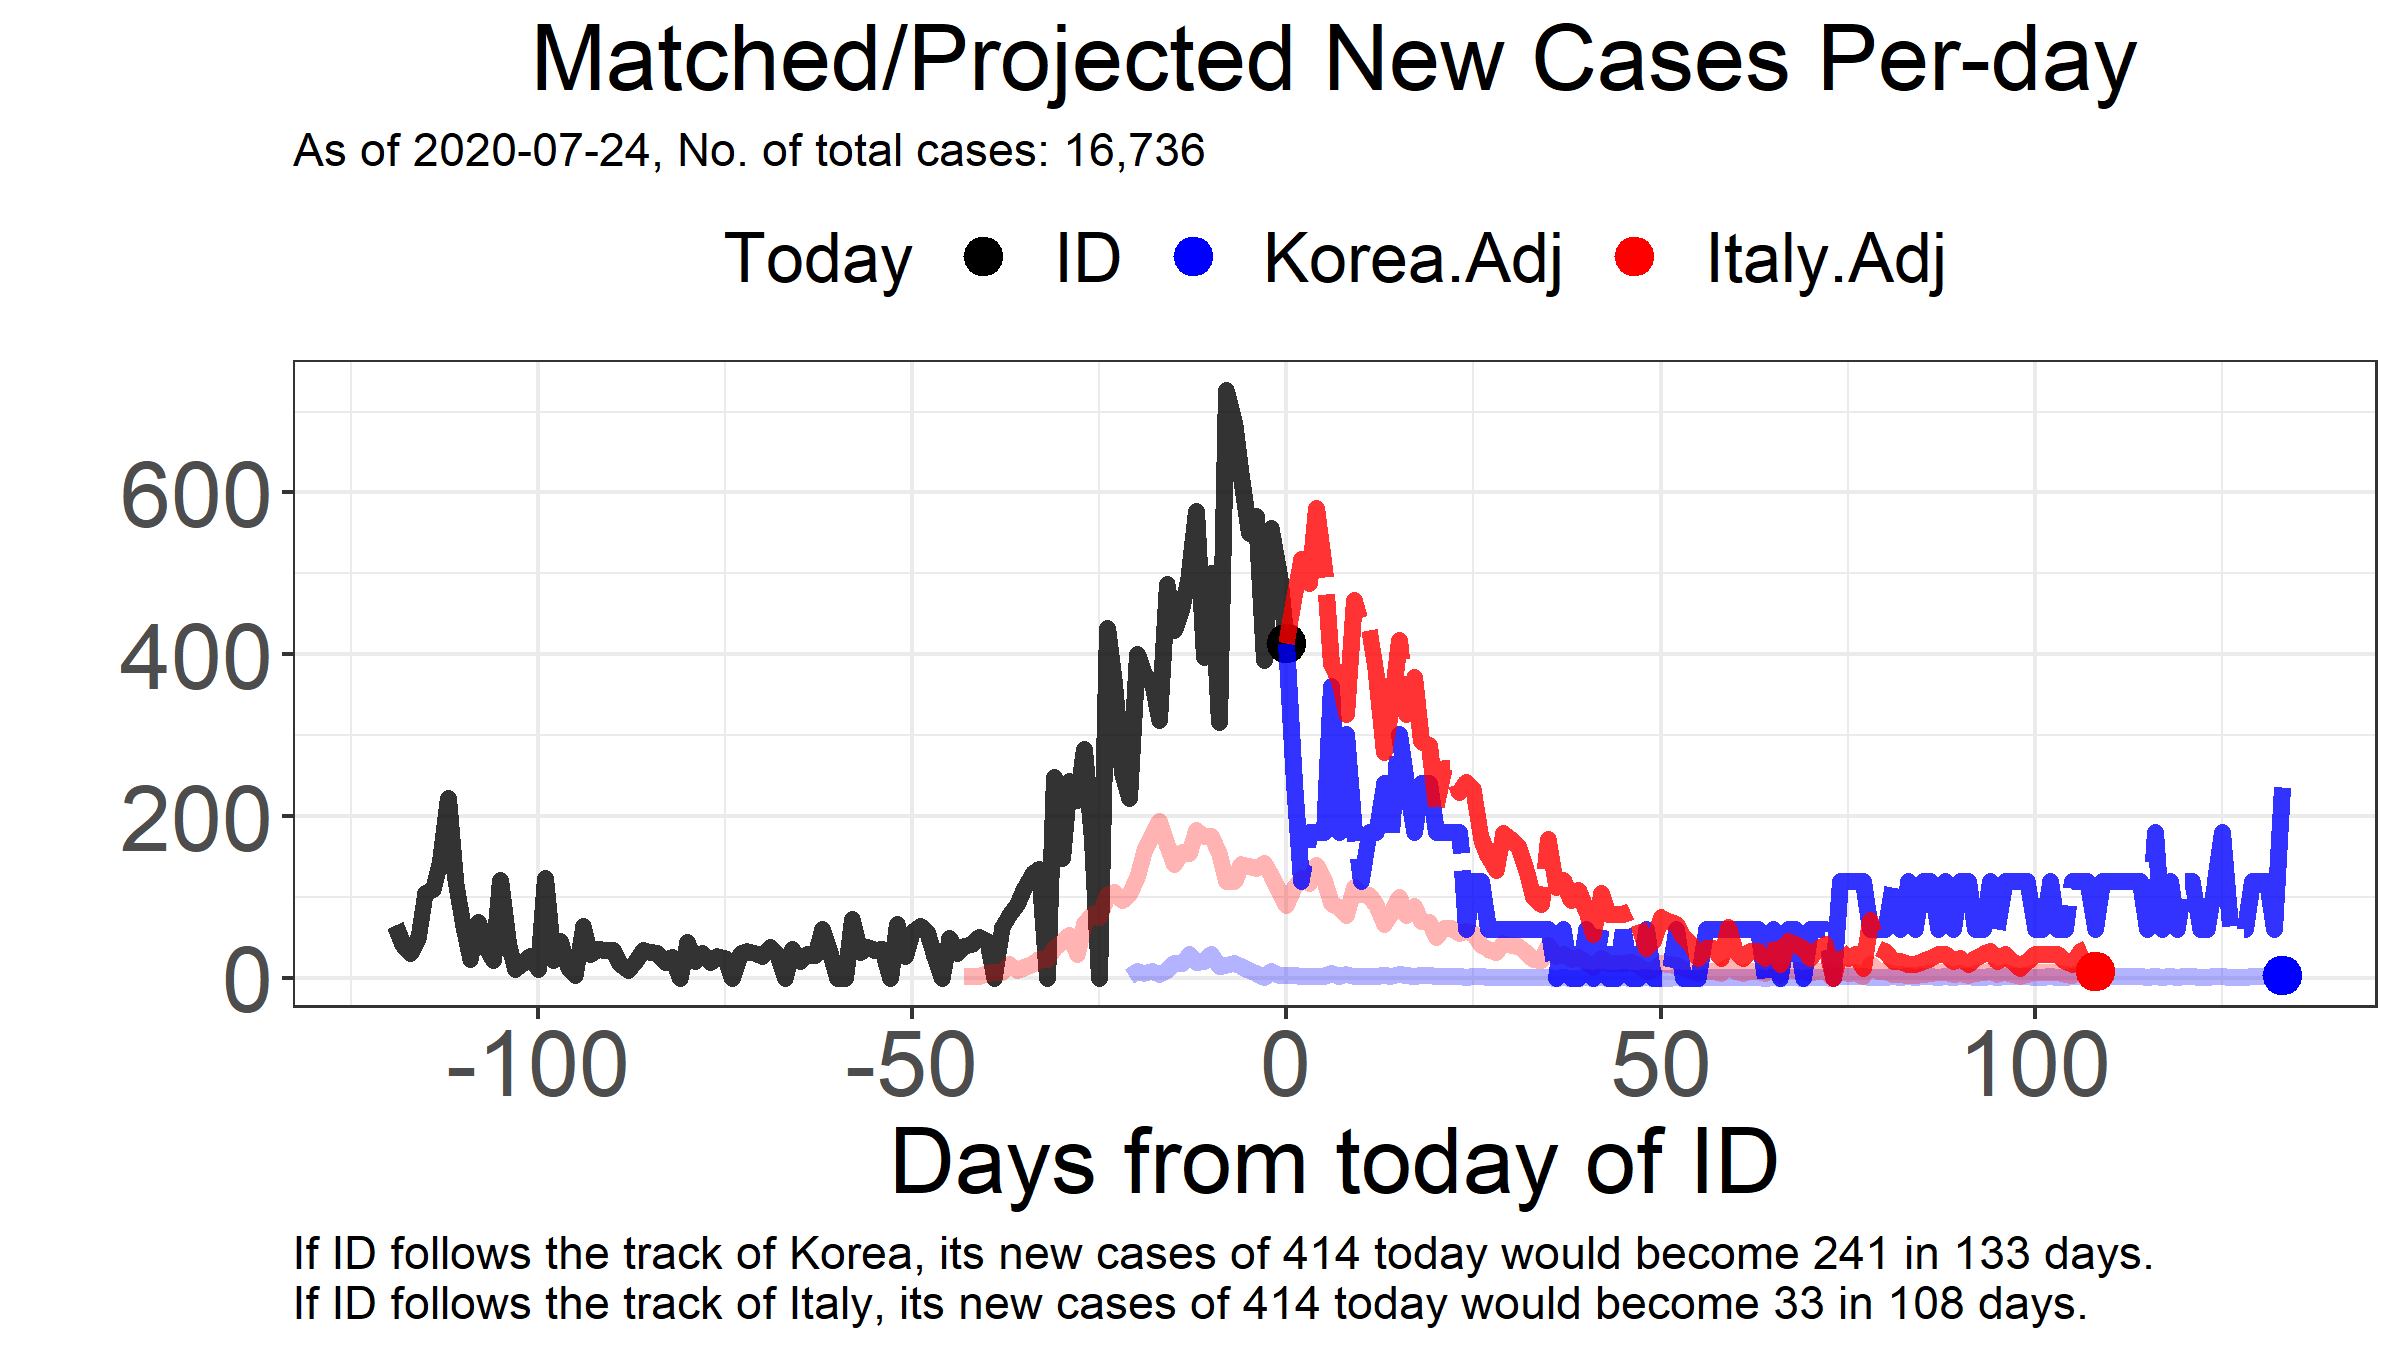 Matched/Projected New Cases Per-day
As of 2020-07-24, No. of total cases: 16,736
Today ID Korea.Adj Italy.Adj
600
400
200
0
-100 -50 0 50 100
Days from today of ID
If ID follows the track of Korea, its new cases of 414 today would become 241 in 133 days.
If ID follows the track of Italy, its new cases of 414 today would become 33 in 108 days.